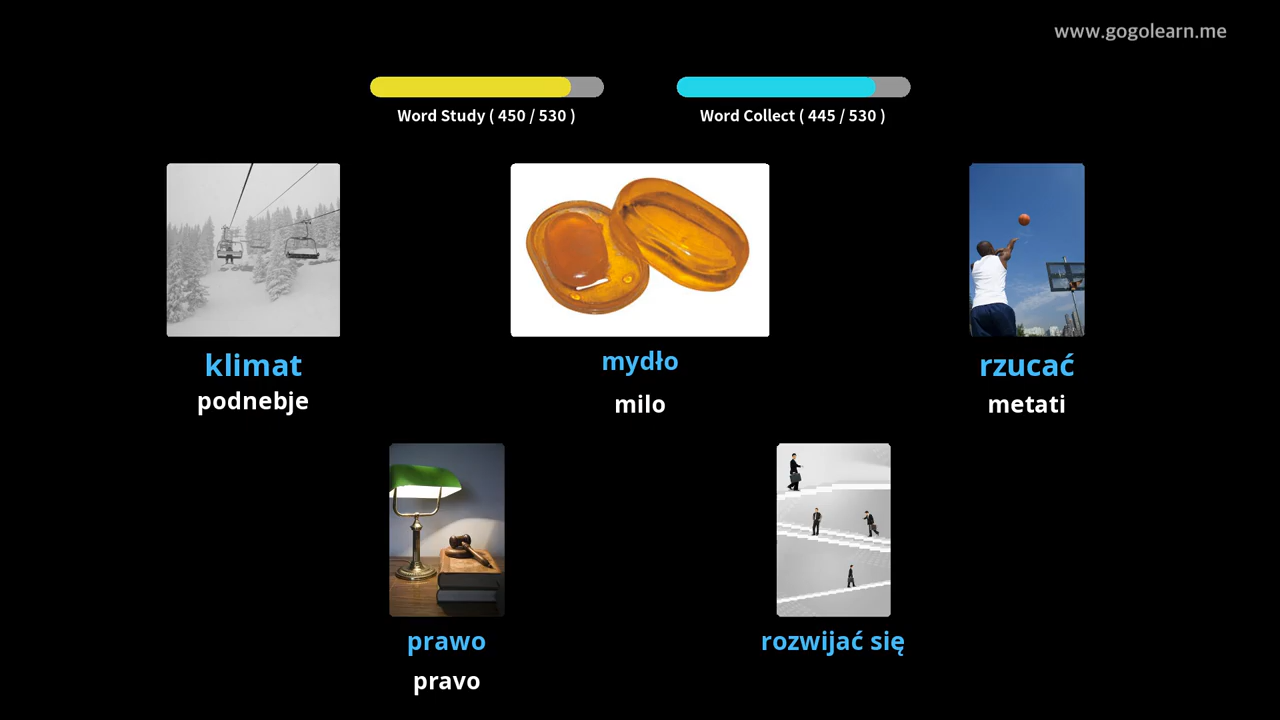 www.gogolearn.me
Word Study ( 450 / 530 )
Word Collect ( 445 / 530 )
klimat
podnebje
mydło
milo
rzucać
metati
prawo
pravo
rozwijać się